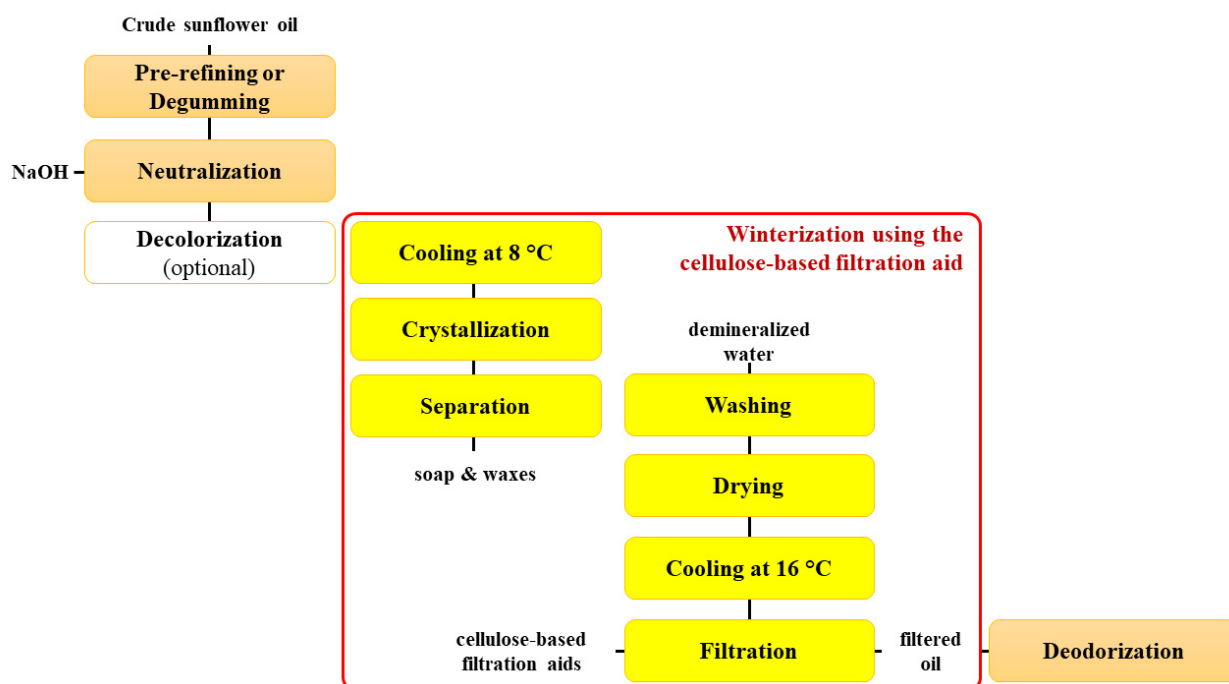 Crude sunflower oil
Pre-refining or
Degumming
NaOH
Neutralization
Decolorization
(optional)
Winterization using the
cellulose-based filtration aid
Cooling at 8 °C
Crystallization
Separation
soap & waxes
demineralized
water
Washing
Drying
Cooling at 16 °C
cellulose-based
filtration aids
Filtration
filtered
oil
Deodorization